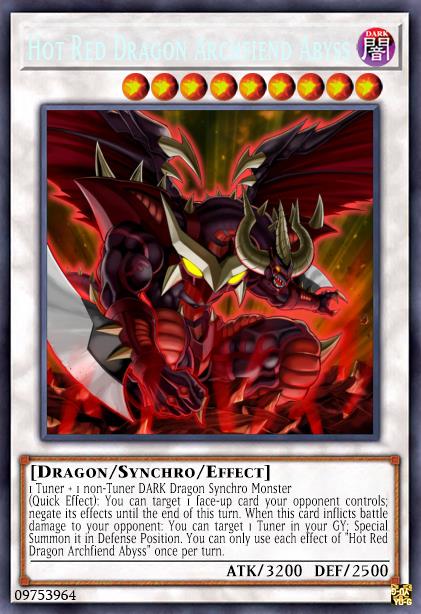 Hot Red Dragon Archfiend Abyss
DARK
闇
[Dragon/Synchro/Effect]
1 Tuner + 1 non-Tuner DARK Dragon Synchro Monster
(Quick Effect): You can target 1 face-up card your opponent controls;
negate its effects until the end of this turn. When this card inflicts battle
damage to your opponent: You can target 1 Tuner in your GY; Special
Summon it in Defense Position. You can only use each effect of "Hot Red
Dragon Archfiend Abyss" once per turn.
ATK/3200 DEF/2500
09753964